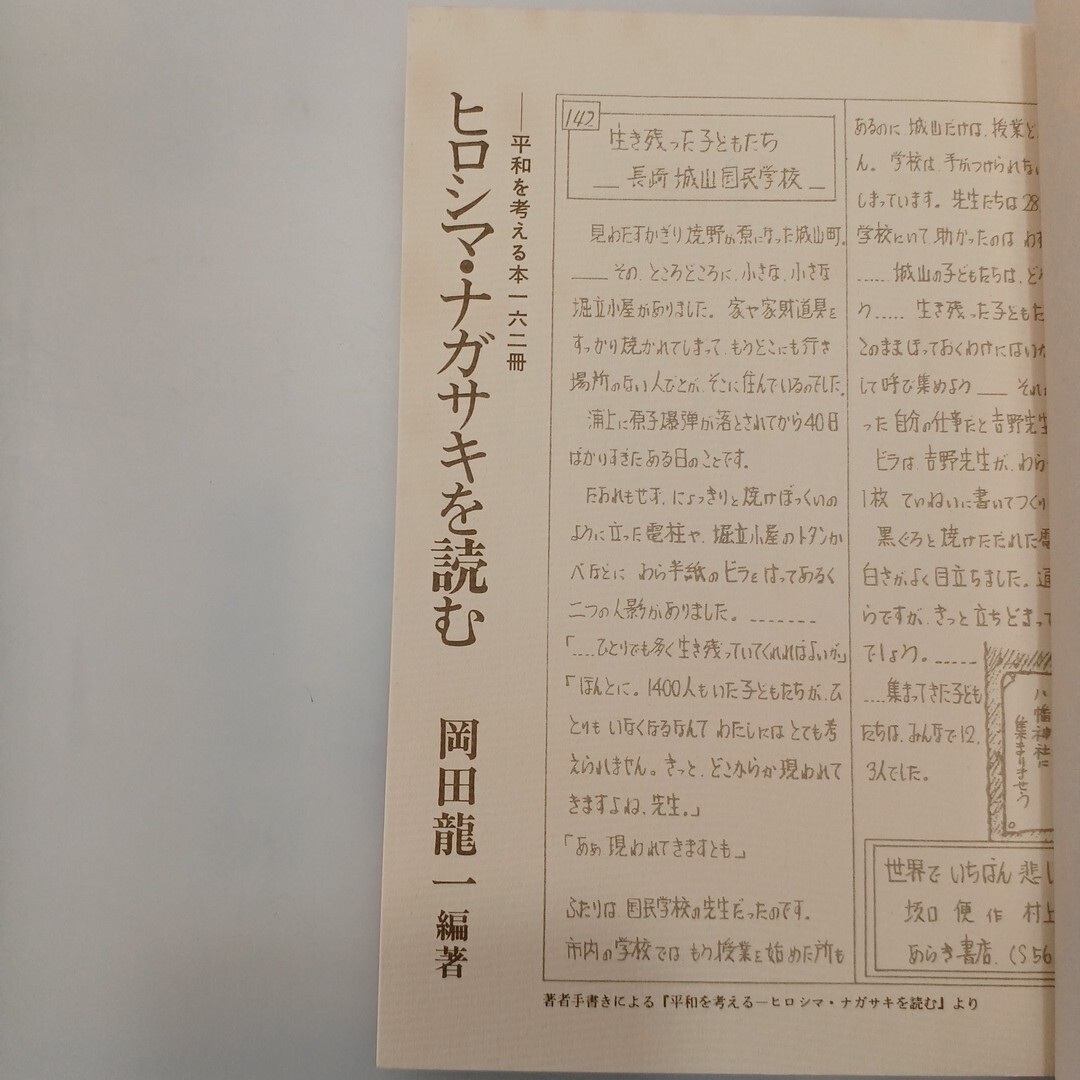 ヒロシマ・ナガサキを読む
――平和を考える本一六二冊
岡田龍一編著
142
生き残った子どもたち
＿＿ 長崎 城山国民学校 ＿
見わたすかぎり焼野が原になった城山町。
＿＿ その、ところどころに、小さな、小さな
堀立小屋がありました。家や家財道具を
すっかり焼かれてしまって、もうどこにも行き
場所のない人びとが、そこに住んでいるのでした。
浦上に原子爆弾が落とされてから40日
ばかりすぎたある日のことです。
たおれもせず、にょっきりと焼けぼっくいの
ように立った電柱や、堀立小屋のトタンか
べなどに わら半紙のビラをはってあるく
二つの人影がありました。-------
「....ひとりでも多く生き残っていてくれればよいが」
「ほんとに。1400人もいた子どもたちが、ひ
とりも いなくなるなんて わたしには とても考
えられません。きっと、どこからか現われて
きますよね、先生。」
「あぁ 現われてきますとも」
ふたりは 国民学校の先生だったのです。
市内の学校では もう授業を始めた所も
あるのに 城山だけは、授業ど
ん。学校は、手がつけられな
しまっています。先生たちは28
学校にいて、助かったのは わず
..... 城山の子どもたちは、ど
う..... 生き残った子どもた
このまま ほっておくわけにはいか
して呼び集めよう ＿＿ それ
った 自分の仕事だと吉野先生
ビラは、吉野先生が、わら
1枚 ていねいに書いてつくり
黒ぐろと焼けただれた電
白さがよく目立ちました。通
らですが、きっと立ちどまって
でしょう。-----
....集まってきた子ども
たちは、みんなで12、
3人でした。
八幡神社に
集まりませう。
世界で いちばん 悲し
坂口 便 作 村上
あらき書店.（S56
著者手書きによる『平和を考える―ヒロシマ・ナガサキを読む』より